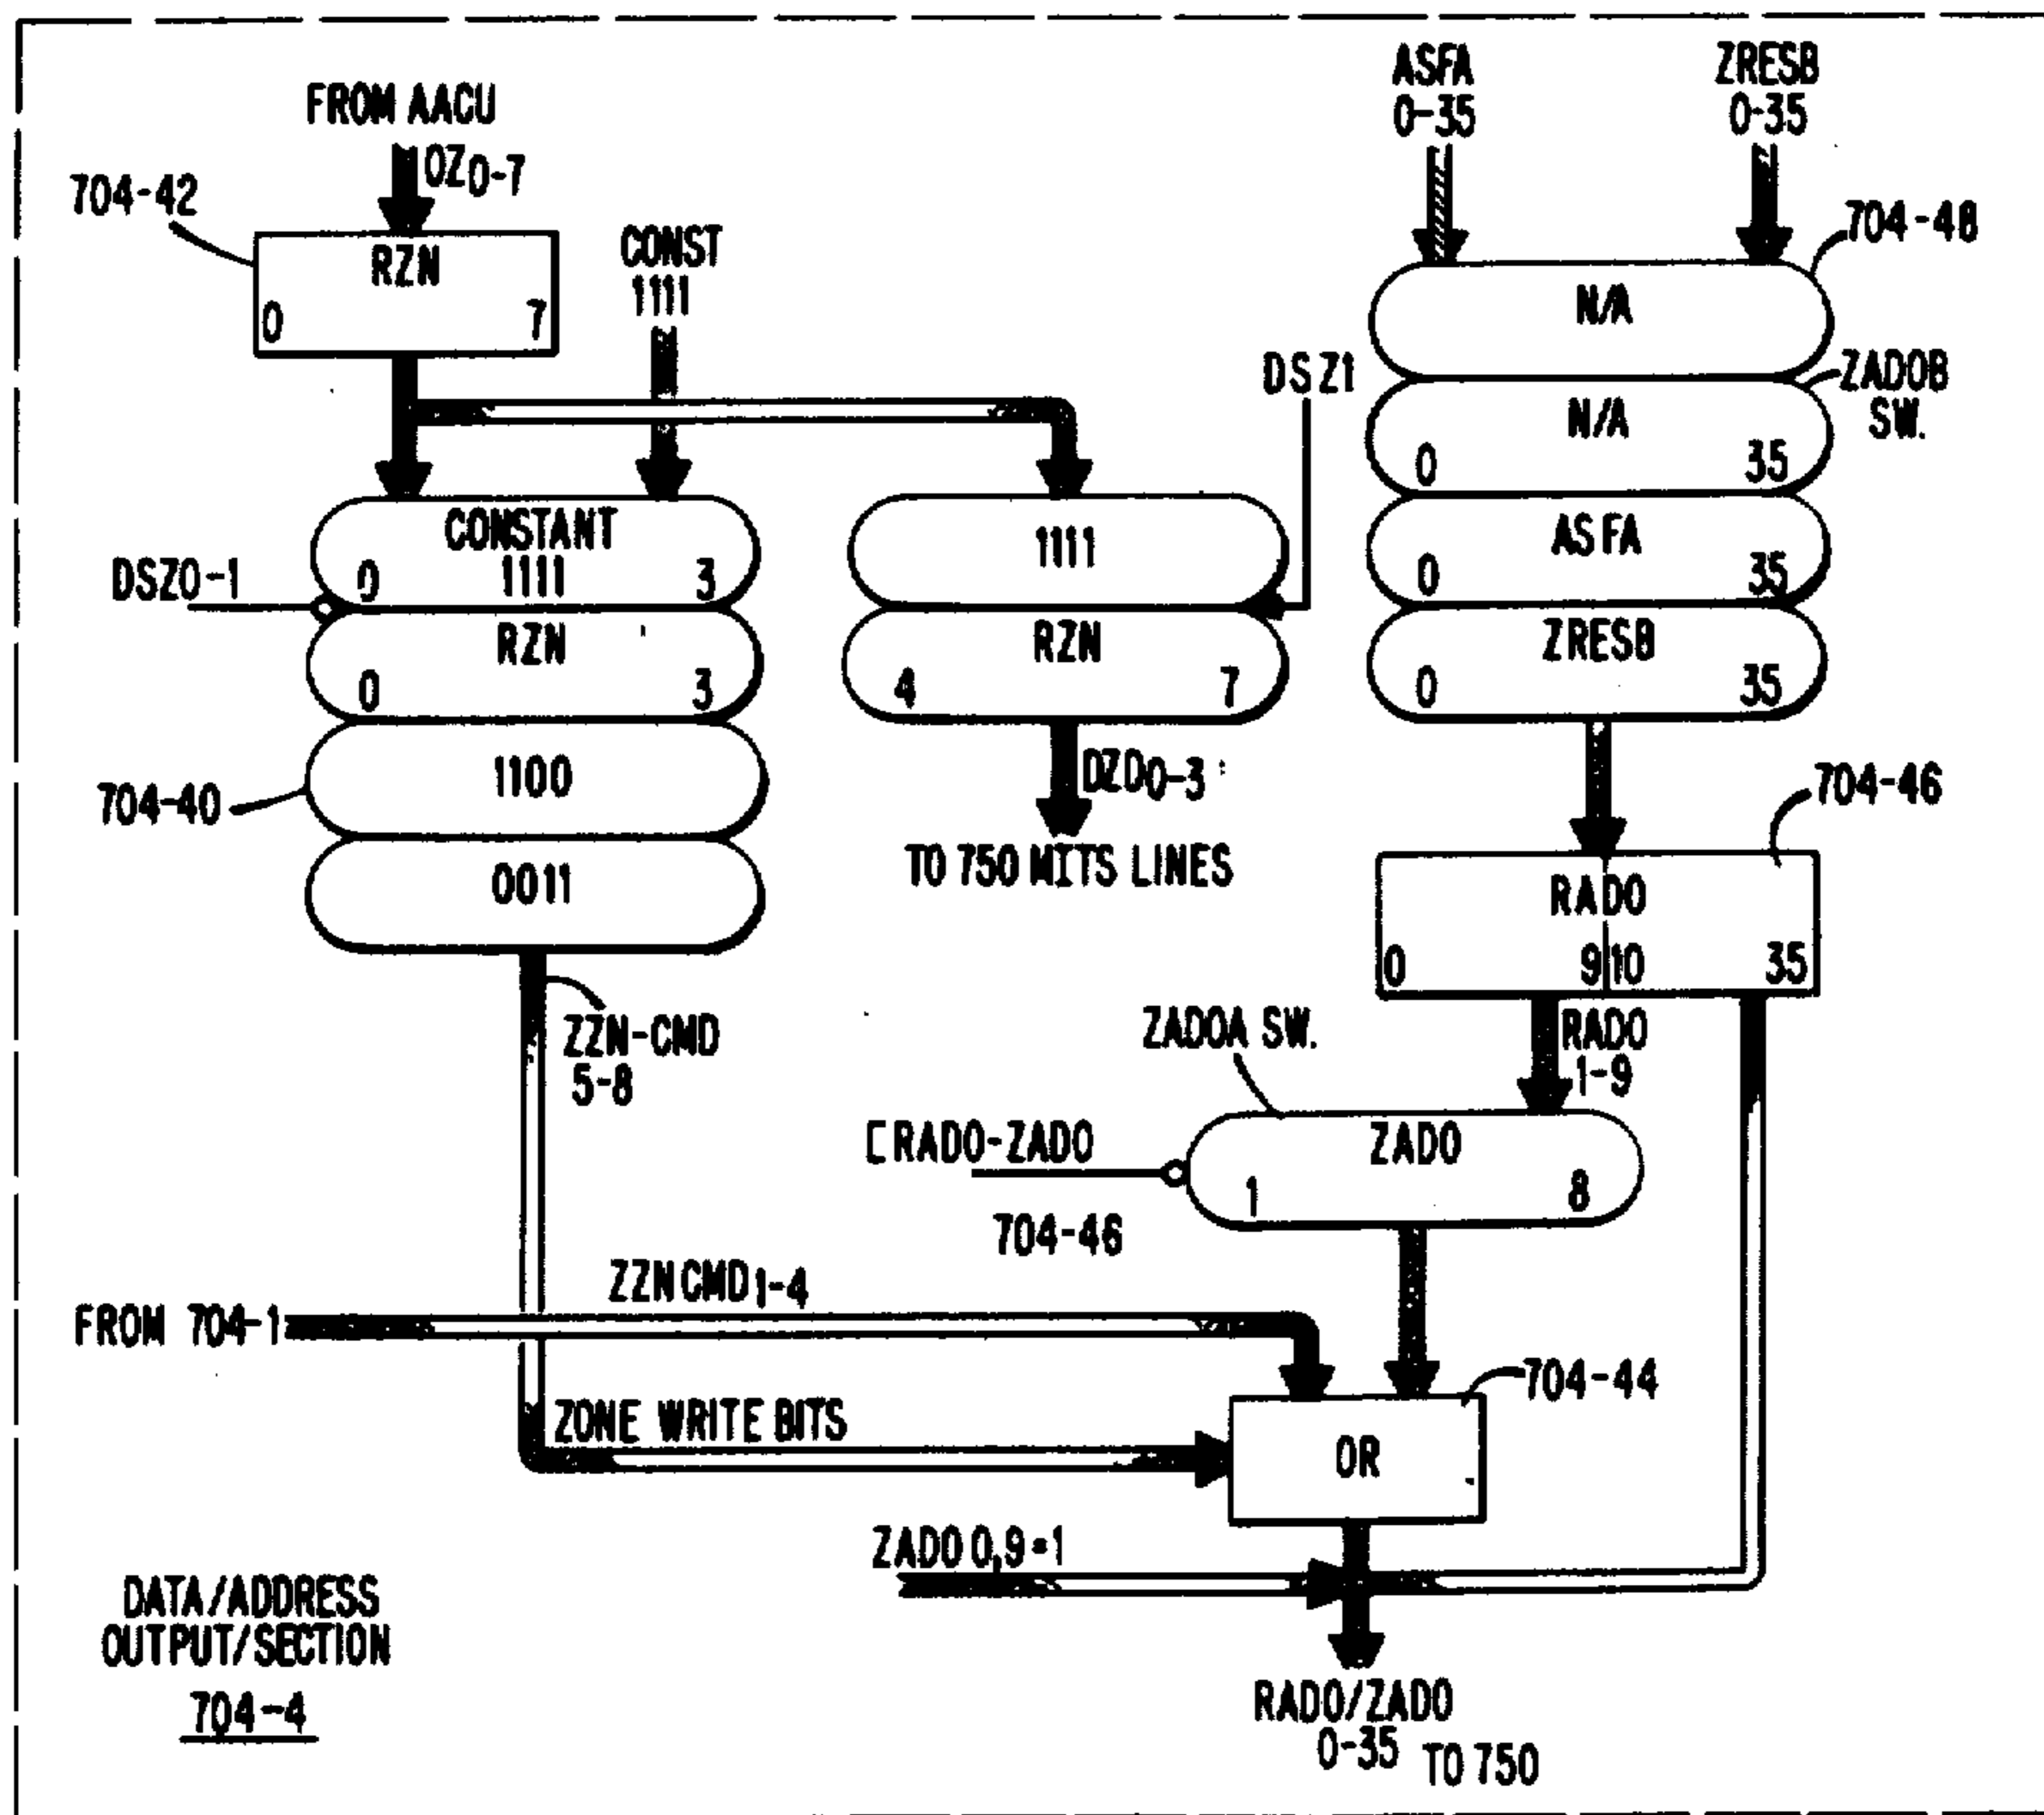 FROM AACU
OZ0-7
704-42
RZN
0 7
CONST
1111
ASFA
0-35
ZRESB
0-35
704-48
N/A
ZADOB
SW.
N/A
0 35
DSZ1
CONSTANT
0 1111 3
DSZ0-1
RZN
0 3
1100
704-40
0011
1111
RZN
4 7
DZD0-3
TO 750 MITS LINES
ASFA
0 35
ZRESB
0 35
704-46
RADO
0 9 10 35
ZZN-CMD
5-8
ZADOA SW.
RADO
1-9
[RADO-ZADO
ZADO
1 8
704-46
ZZNCMD1-4
FROM 704-1
ZONE WRITE BITS
704-44
OR
ZADO 0,9=1
DATA/ADDRESS
OUTPUT/SECTION
704-4
RADO/ZADO
0-35 TO 750